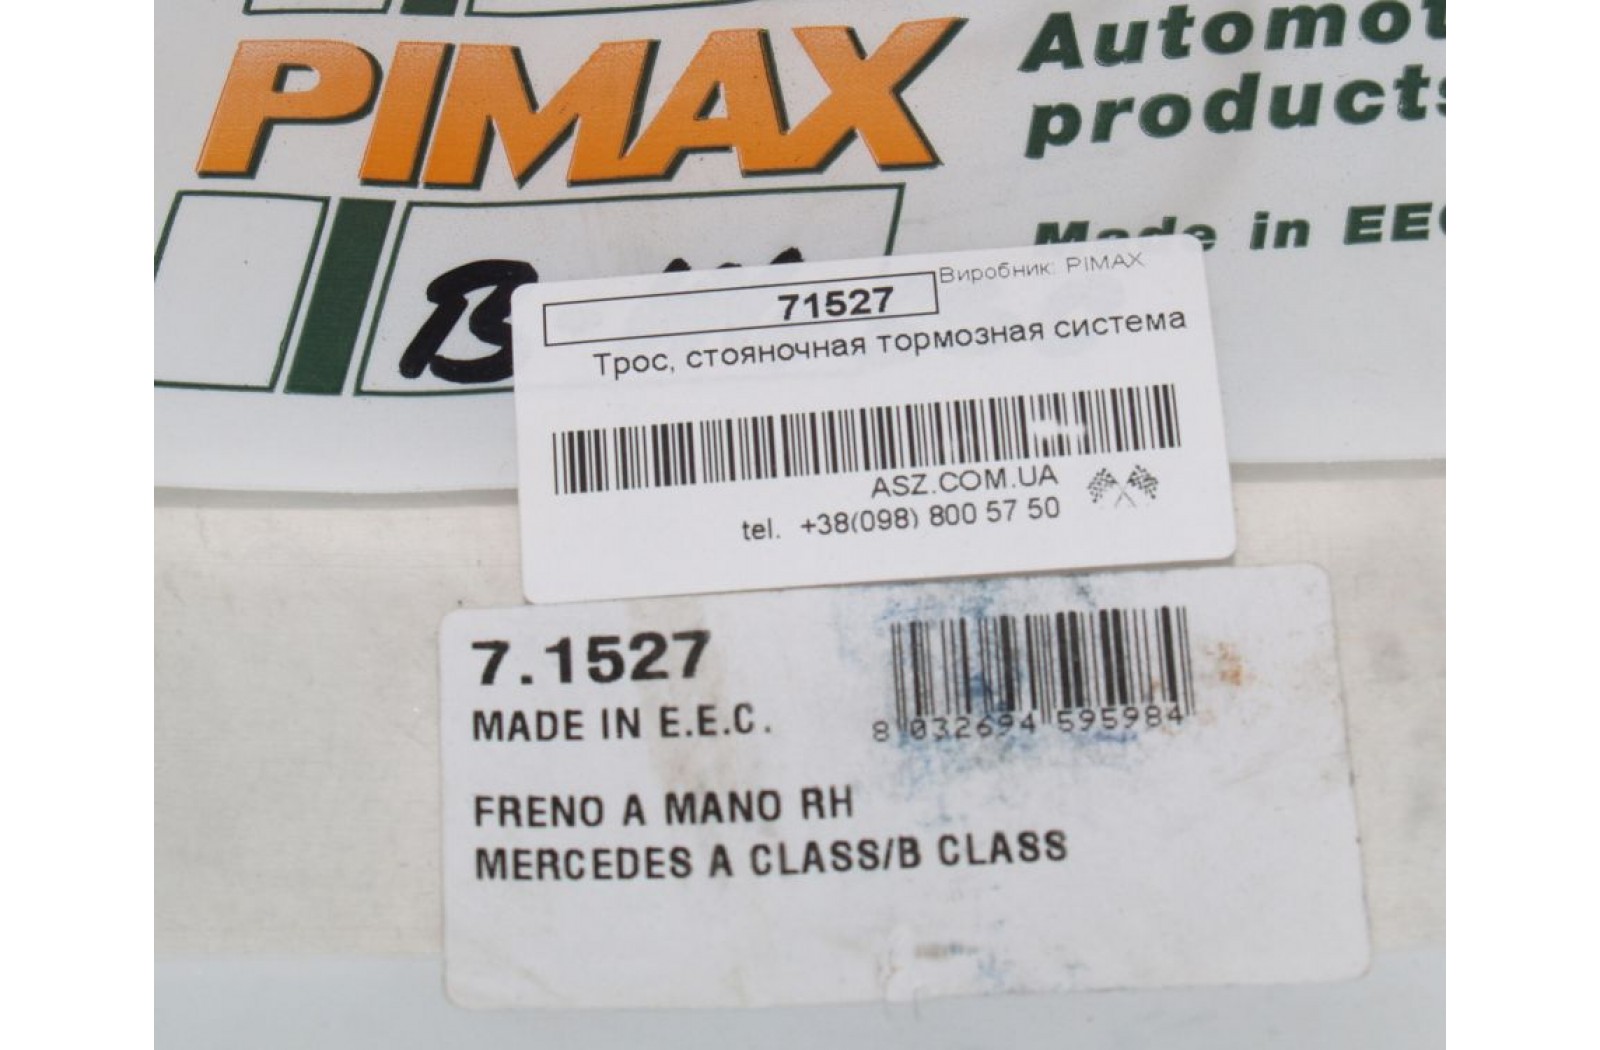 PIMAX
Automot
products
Made in EEC
71527
Виробник: PIMAX
Трос, стояночная тормозная система
ASZ.COM.UA
tel. +38(098) 800 57 50
7.1527
MADE IN E.E.C.
8 032694 595984
FRENO A MANO RH
MERCEDES A CLASS/B CLASS